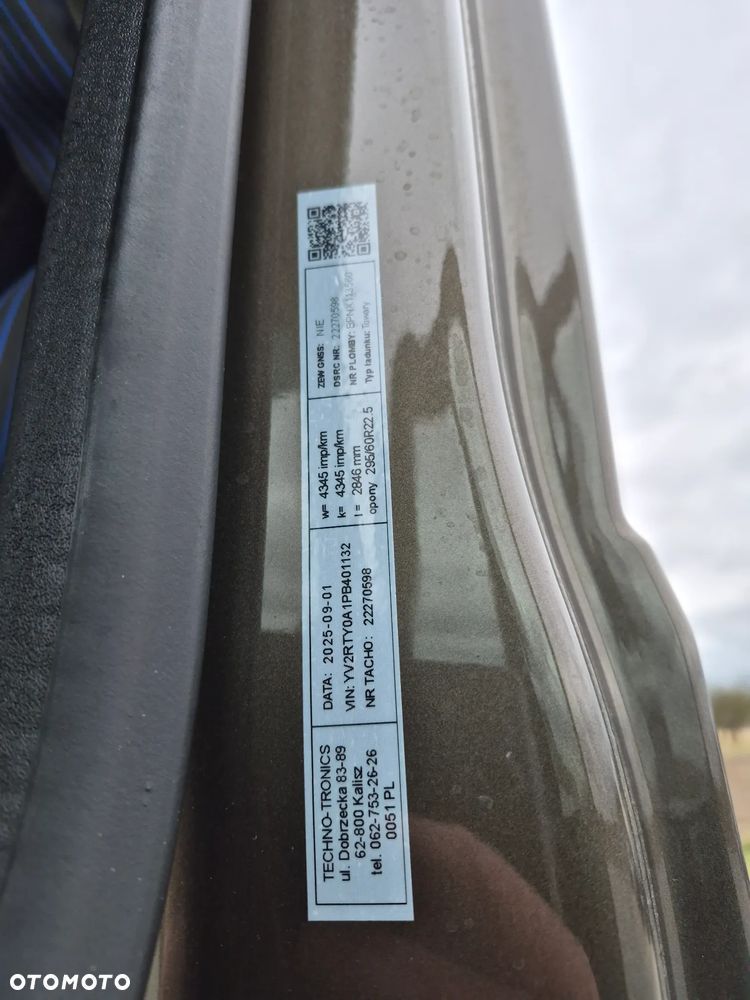 TECHNO-TRONICS
ul. Dobrzecka 83-89
62-800 Kalisz
tel. 062-753-26-26
0051 PL
DATA: 2025-09-01
VIN: YV2RTY0A1PB401132
NR TACHO: 22270598
w= 4345 imp/km
k= 4345 imp/km
l = 2846 mm
opony 295/60R22.5
ZEW GNSS: NIE
DSRC NR: 22270598
NR PLOMBY:
Typ ładunku: Towary
OTOMOTO